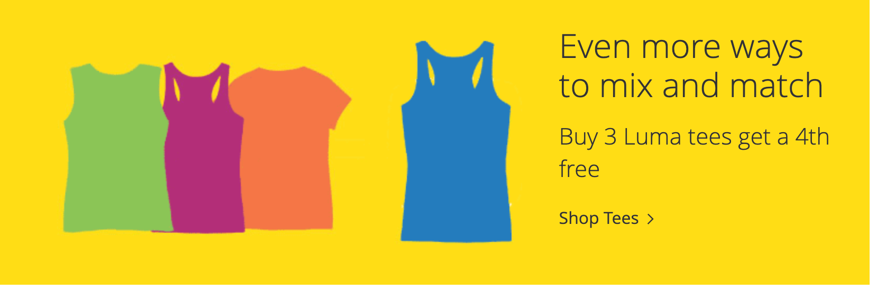 Even more ways
to mix and match
Buy 3 Luma tees get a 4th
free
Shop Tees >